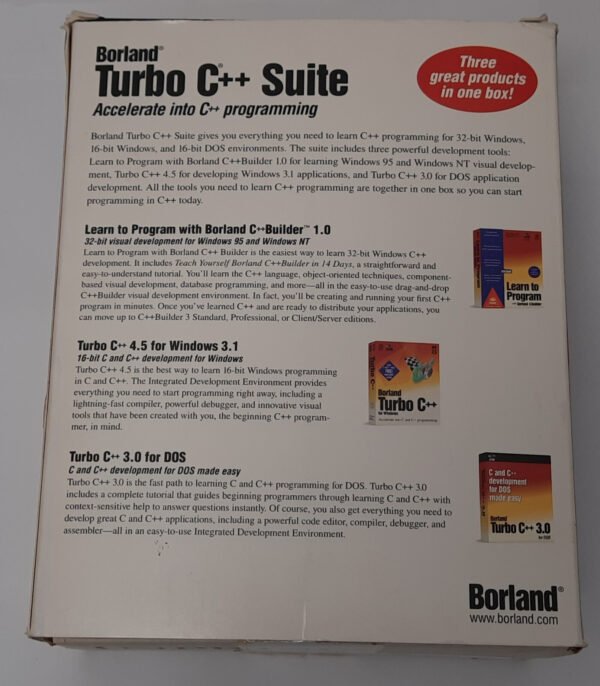 Borland®
Turbo C++ Suite
Accelerate into C++ programming
Three
great products
in one box!
Borland Turbo C++ Suite gives you everything you need to learn C++ programming for 32-bit Windows,
16-bit Windows, and 16-bit DOS environments. The suite includes three powerful development tools:
Learn to Program with Borland C++Builder 1.0 for learning Windows 95 and Windows NT visual develop-
ment, Turbo C++ 4.5 for developing Windows 3.1 applications, and Turbo C++ 3.0 for DOS application
development. All the tools you need to learn C++ programming are together in one box so you can start
programming in C++ today.
Learn to Program with Borland C++Builder™ 1.0
32-bit visual development for Windows 95 and Windows NT
Learn to Program with Borland C++ Builder is the easiest way to learn 32-bit Windows C++
development. It includes Teach Yourself Borland C++Builder in 14 Days, a straightforward and
easy-to-understand tutorial. You'll learn the C++ language, object-oriented techniques, component-
based visual development, database programming, and more—all in the easy-to-use drag-and-drop
C++Builder visual development environment. In fact, you'll be creating and running your first C++
program in minutes. Once you've learned C++ and are ready to distribute your applications, you
can move up to C++Builder 3 Standard, Professional, or Client/Server editions.
Learn to
Program
Turbo C++ 4.5 for Windows 3.1
16-bit C and C++ development for Windows
Turbo C++ 4.5 is the best way to learn 16-bit Windows programming
in C and C++. The Integrated Development Environment provides
everything you need to start programming right away, including a
lightning-fast compiler, powerful debugger, and innovative visual
tools that have been created with you, the beginning C++ program-
mer, in mind.
Turbo C++
Borland
Turbo C++
for Windows
Accelerate into C and C++ programming
Turbo C++ 3.0 for DOS
C and C++ development for DOS made easy
Turbo C++ 3.0 is the fast path to learning C and C++ programming for DOS. Turbo C++ 3.0
includes a complete tutorial that guides beginning programmers through learning C and C++ with
context-sensitive help to answer questions instantly. Of course, you also get everything you need to
develop great C and C++ applications, including a powerful code editor, compiler, debugger, and
assembler—all in an easy-to-use Integrated Development Environment.
C and C++
development
for DOS
made easy
Borland
Turbo C++ 3.0
for DOS
Borland®
www.borland.com